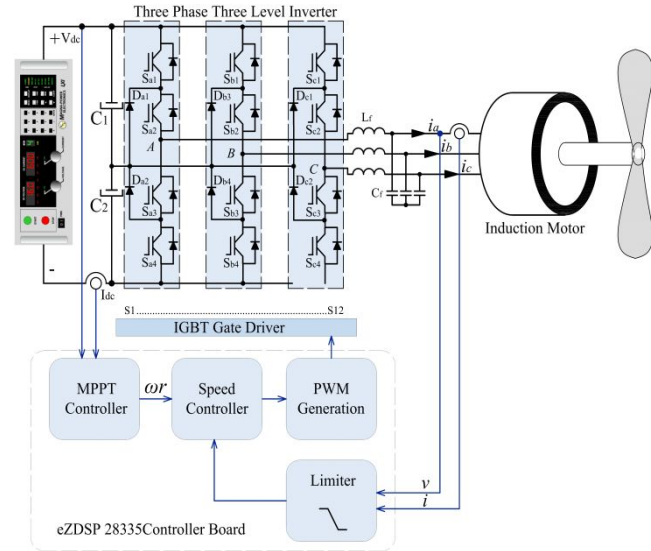 Three Phase Three Level Inverter
+Vdc
Sa1
Sb1
Sc1
Da1
Db3
Dc1
C1
Sa2
Sb2
Sc2
Lf
ia
A
B
ib
C
ic
Da2
Db4
Dc2
C2
Sa3
Sb3
Sc3
Cf
Induction Motor
Sa4
Sb4
Sc4
-
Idc
S1..............................................S12
IGBT Gate Driver
MPPT
Controller
ωr
Speed
Controller
PWM
Generation
Limiter
v
i
eZDSP 28335Controller Board